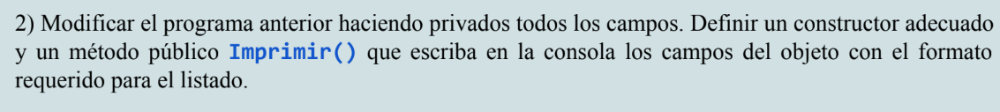 2) Modificar el programa anterior haciendo privados todos los campos. Definir un constructor adecuado
y un método público Imprimir() que escriba en la consola los campos del objeto con el formato
requerido para el listado.